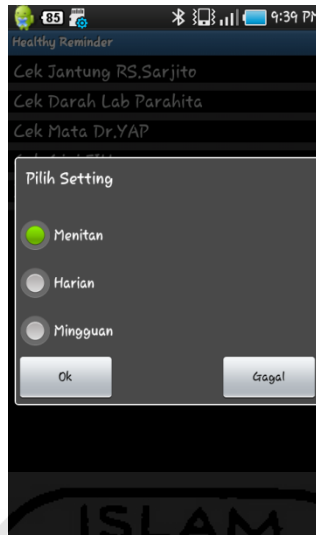 85 9:39 PM
Healthy Reminder
Cek Jantung RS.Sarjito
Cek Darah Lab Parahita
Cek Mata Dr.YAP
Pilih Setting
Menitan
Harian
Mingguan
Ok Gagal
ISLAM